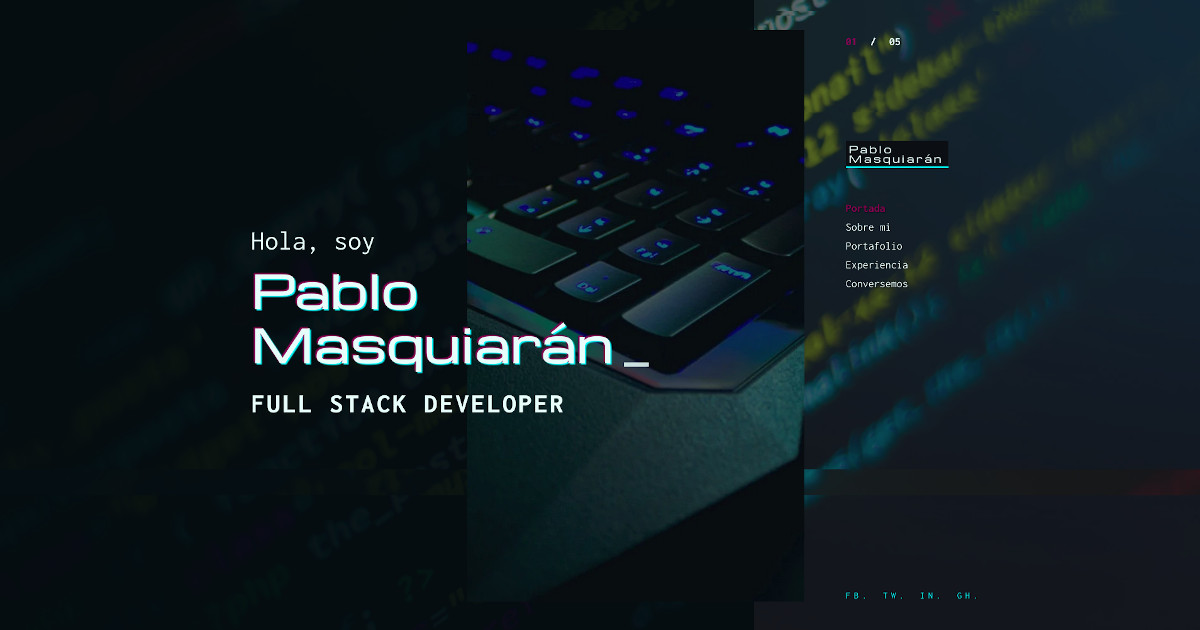 Hola, soy
Pablo
Masquiarán_
FULL STACK DEVELOPER
01 / 05
Pablo
Masquiarán
Portada
Sobre mi
Portafolio
Experiencia
Conversemos
FB. TW. IN. GH.